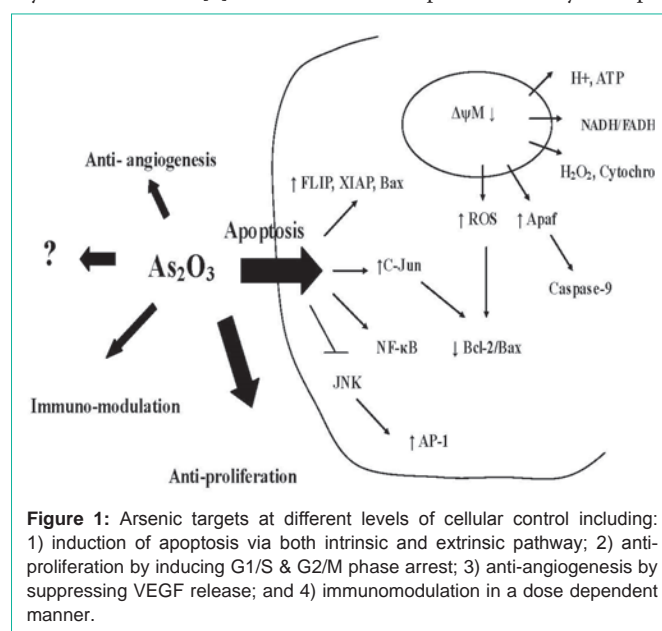 H+, ATP
ΔψM ↓
NADH/FADH
Anti- angiogenesis
H₂O₂, Cytochro
↑ FLIP, XIAP, Bax
Apoptosis
↑ ROS
↑ Apaf
?
As₂O₃
↑C-Jun
Caspase-9
NF-κB
↓ Bcl-2/Bax
JNK
Immuno-modulation
↑ AP-1
Anti-proliferation
Figure 1: Arsenic targets at different levels of cellular control including:
1) induction of apoptosis via both intrinsic and extrinsic pathway; 2) anti-
proliferation by inducing G1/S & G2/M phase arrest; 3) anti-angiogenesis by
suppressing VEGF release; and 4) immunomodulation in a dose dependent
manner.